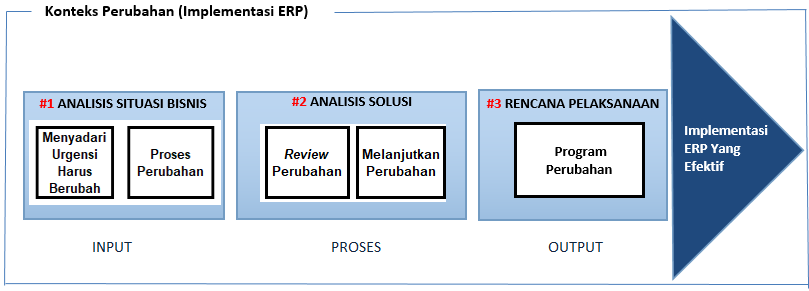 Konteks Perubahan (Implementasi ERP)
#1 ANALISIS SITUASI BISNIS
Menyadari
Urgensi
Harus
Berubah
Proses
Perubahan
#2 ANALISIS SOLUSI
Review
Perubahan
Melanjutkan
Perubahan
#3 RENCANA PELAKSANAAN
Program
Perubahan
Implementasi
ERP Yang
Efektif
INPUT
PROSES
OUTPUT